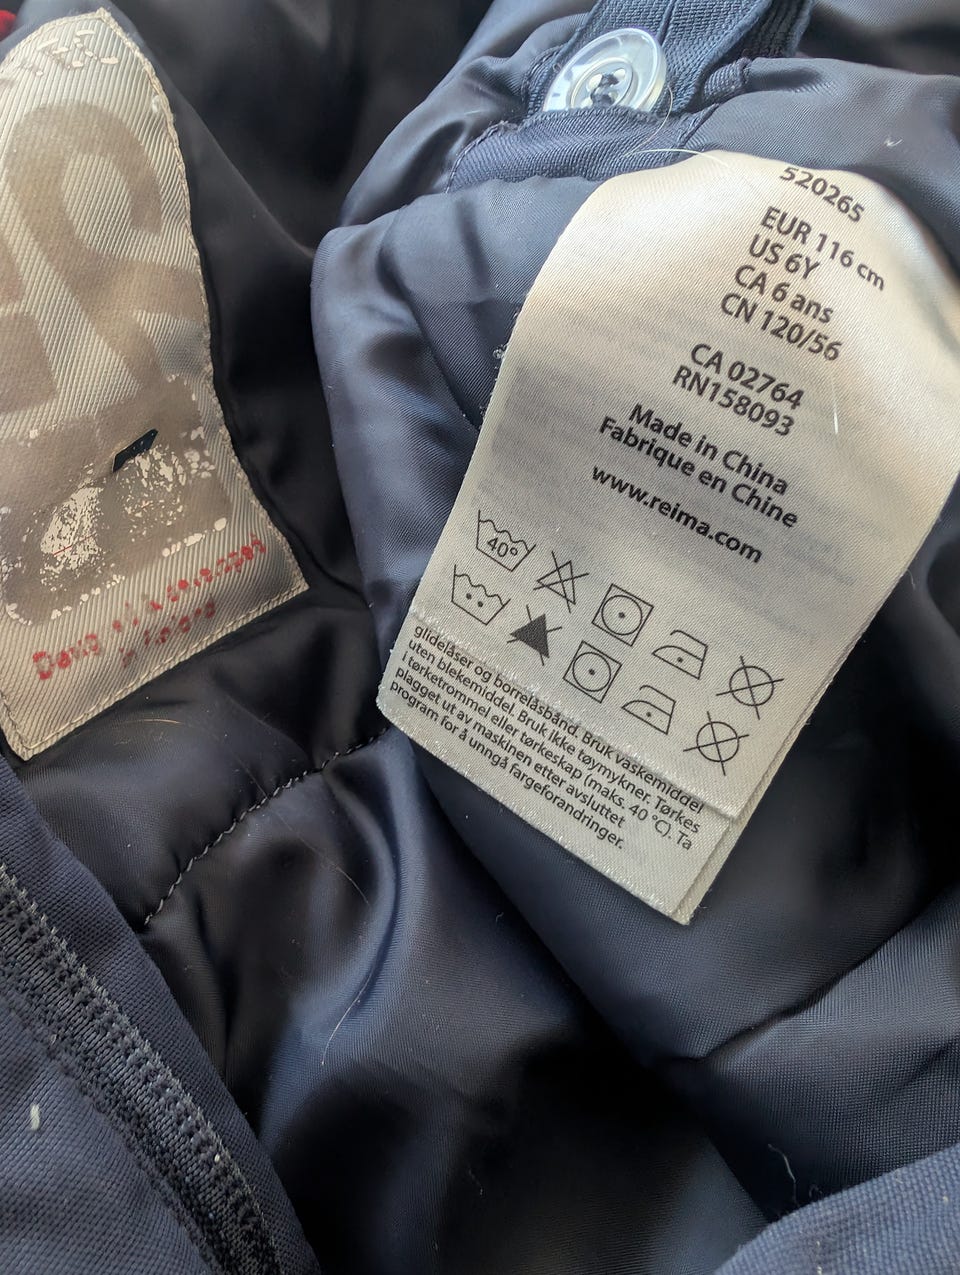 520265
EUR 116 cm
US 6Y
CA 6 ans
CN 120/56
CA 02764
RN158093
Made in China
Fabrique en Chine
www.reima.com
40°
glidelåser og borrelåsbånd. Bruk vaskemiddel
uten blekemiddel. Bruk ikke tøymykner. Tørkes
i tørketrommel eller tørkeskap (maks. 40 °C). Ta
plagget ut av maskinen etter avsluttet
program for å unngå fargeforandringer.